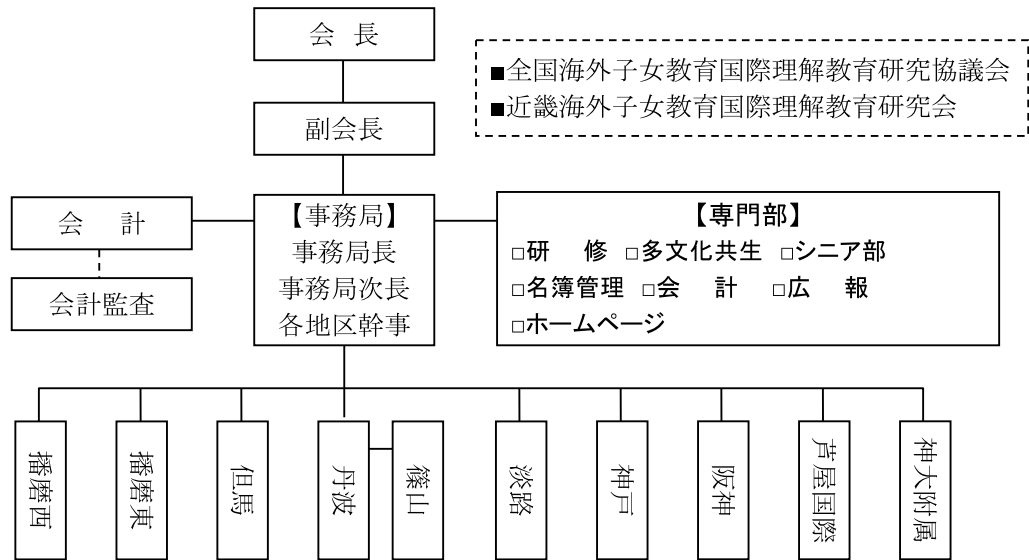 会 長
■全国海外子女教育国際理解教育研究協議会
■近畿海外子女教育国際理解教育研究会
副会長
会 計
会計監査
【事務局】
事務局長
事務局次長
各地区幹事
【専門部】
□研 修 □多文化共生 □シニア部
□名簿管理 □会 計 □広 報
□ホームページ
播磨西
播磨東
但馬
丹波
篠山
淡路
神戸
阪神
芦屋国際
神大附属